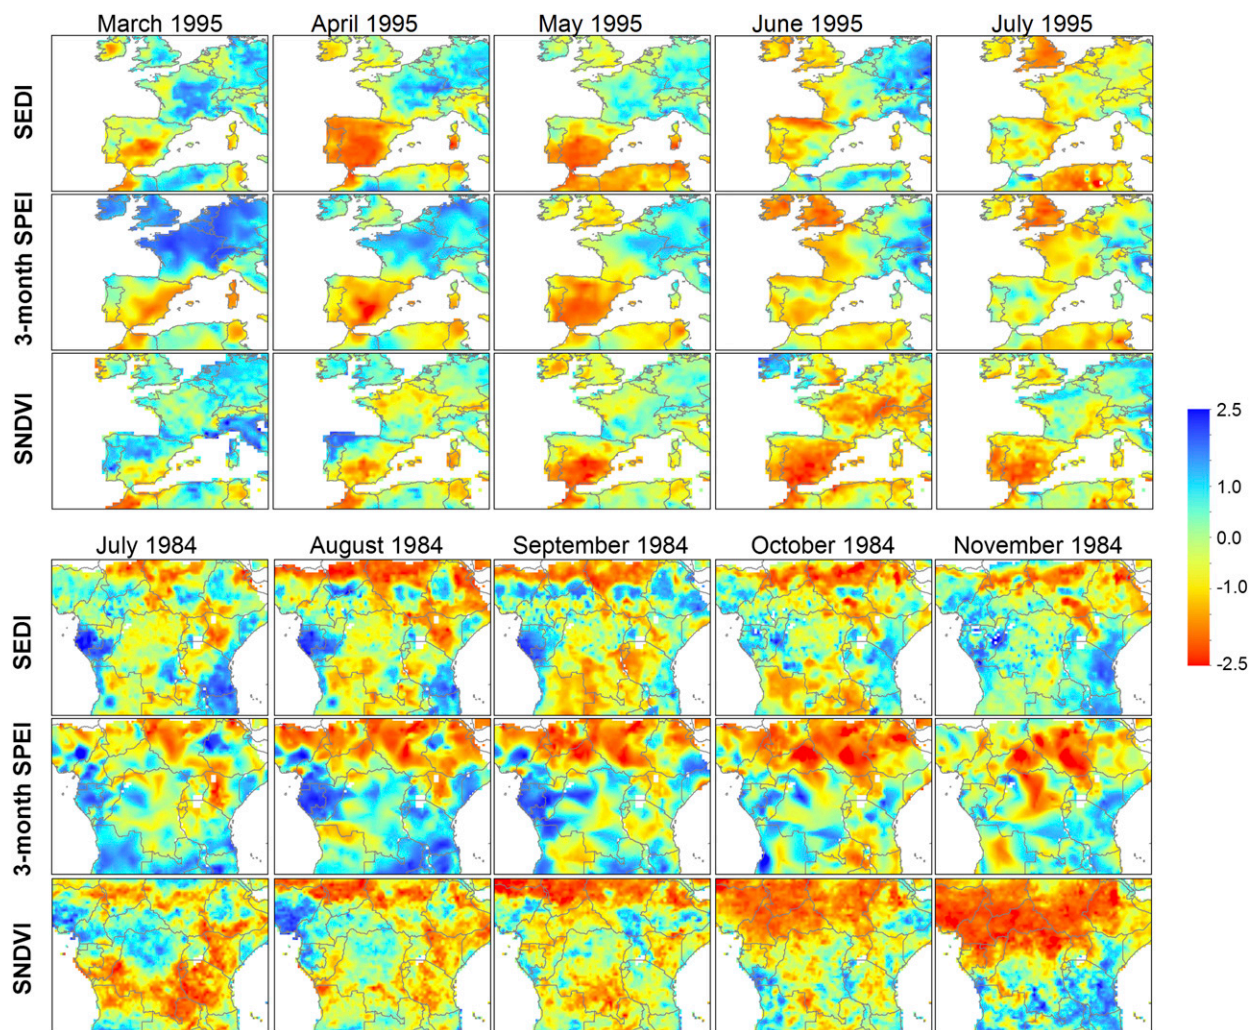 March 1995 April 1995 May 1995 June 1995 July 1995
SEDI
3-month SPEI
SNDVI
2.5
1.0
0.0
-1.0
-2.5
July 1984 August 1984 September 1984 October 1984 November 1984
SEDI
3-month SPEI
SNDVI